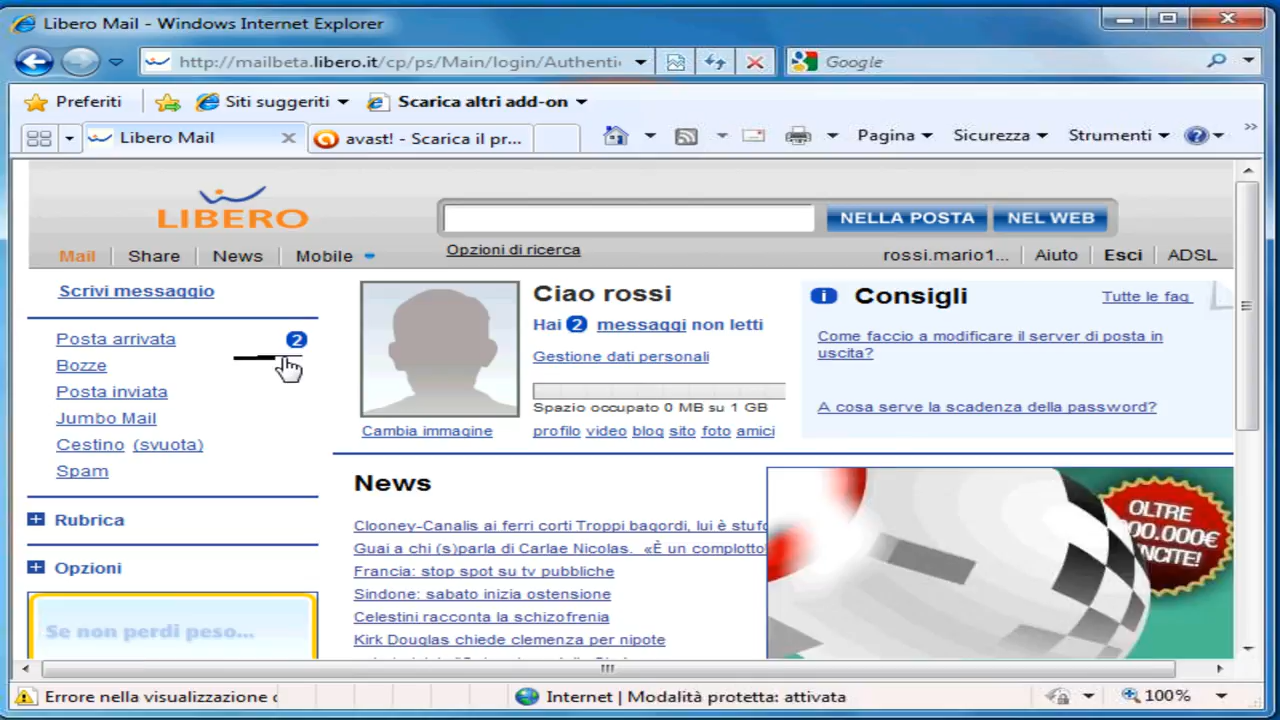 Libero Mail - Windows Internet Explorer
http://mailbeta.libero.it/cp/ps/Main/login/Authenti
Google
Preferiti
Siti suggeriti
Scarica altri add-on
Libero Mail
avast! - Scarica il pr...
Pagina
Sicurezza
Strumenti
LIBERO
NELLA POSTA
NEL WEB
Opzioni di ricerca
Mail
Share
News
Mobile
rossi.mario1...
Aiuto
Esci
ADSL
Scrivi messaggio
Posta arrivata 2
Bozze
Posta inviata
Jumbo Mail
Cestino (svuota)
Spam
Rubrica
Opzioni
Se non perdi peso...
Cambia immagine
Ciao rossi
Hai 2 messaggi non letti
Gestione dati personali
Spazio occupato 0 MB su 1 GB
profilo video blog sito foto amici
i Consigli
Tutte le faq
Come faccio a modificare il server di posta in
uscita?
A cosa serve la scadenza della password?
News
Clooney-Canalis ai ferri corti Troppi bagordi, lui è stufo
Guai a chi (s)parla di Carlae Nicolas. «È un complotto
Francia: stop spot su tv pubbliche
Sindone: sabato inizia ostensione
Celestini racconta la schizofrenia
Kirk Douglas chiede clemenza per nipote
OLTRE
00.000€
INCITE!
Errore nella visualizzazione
Internet | Modalità protetta: attivata
100%